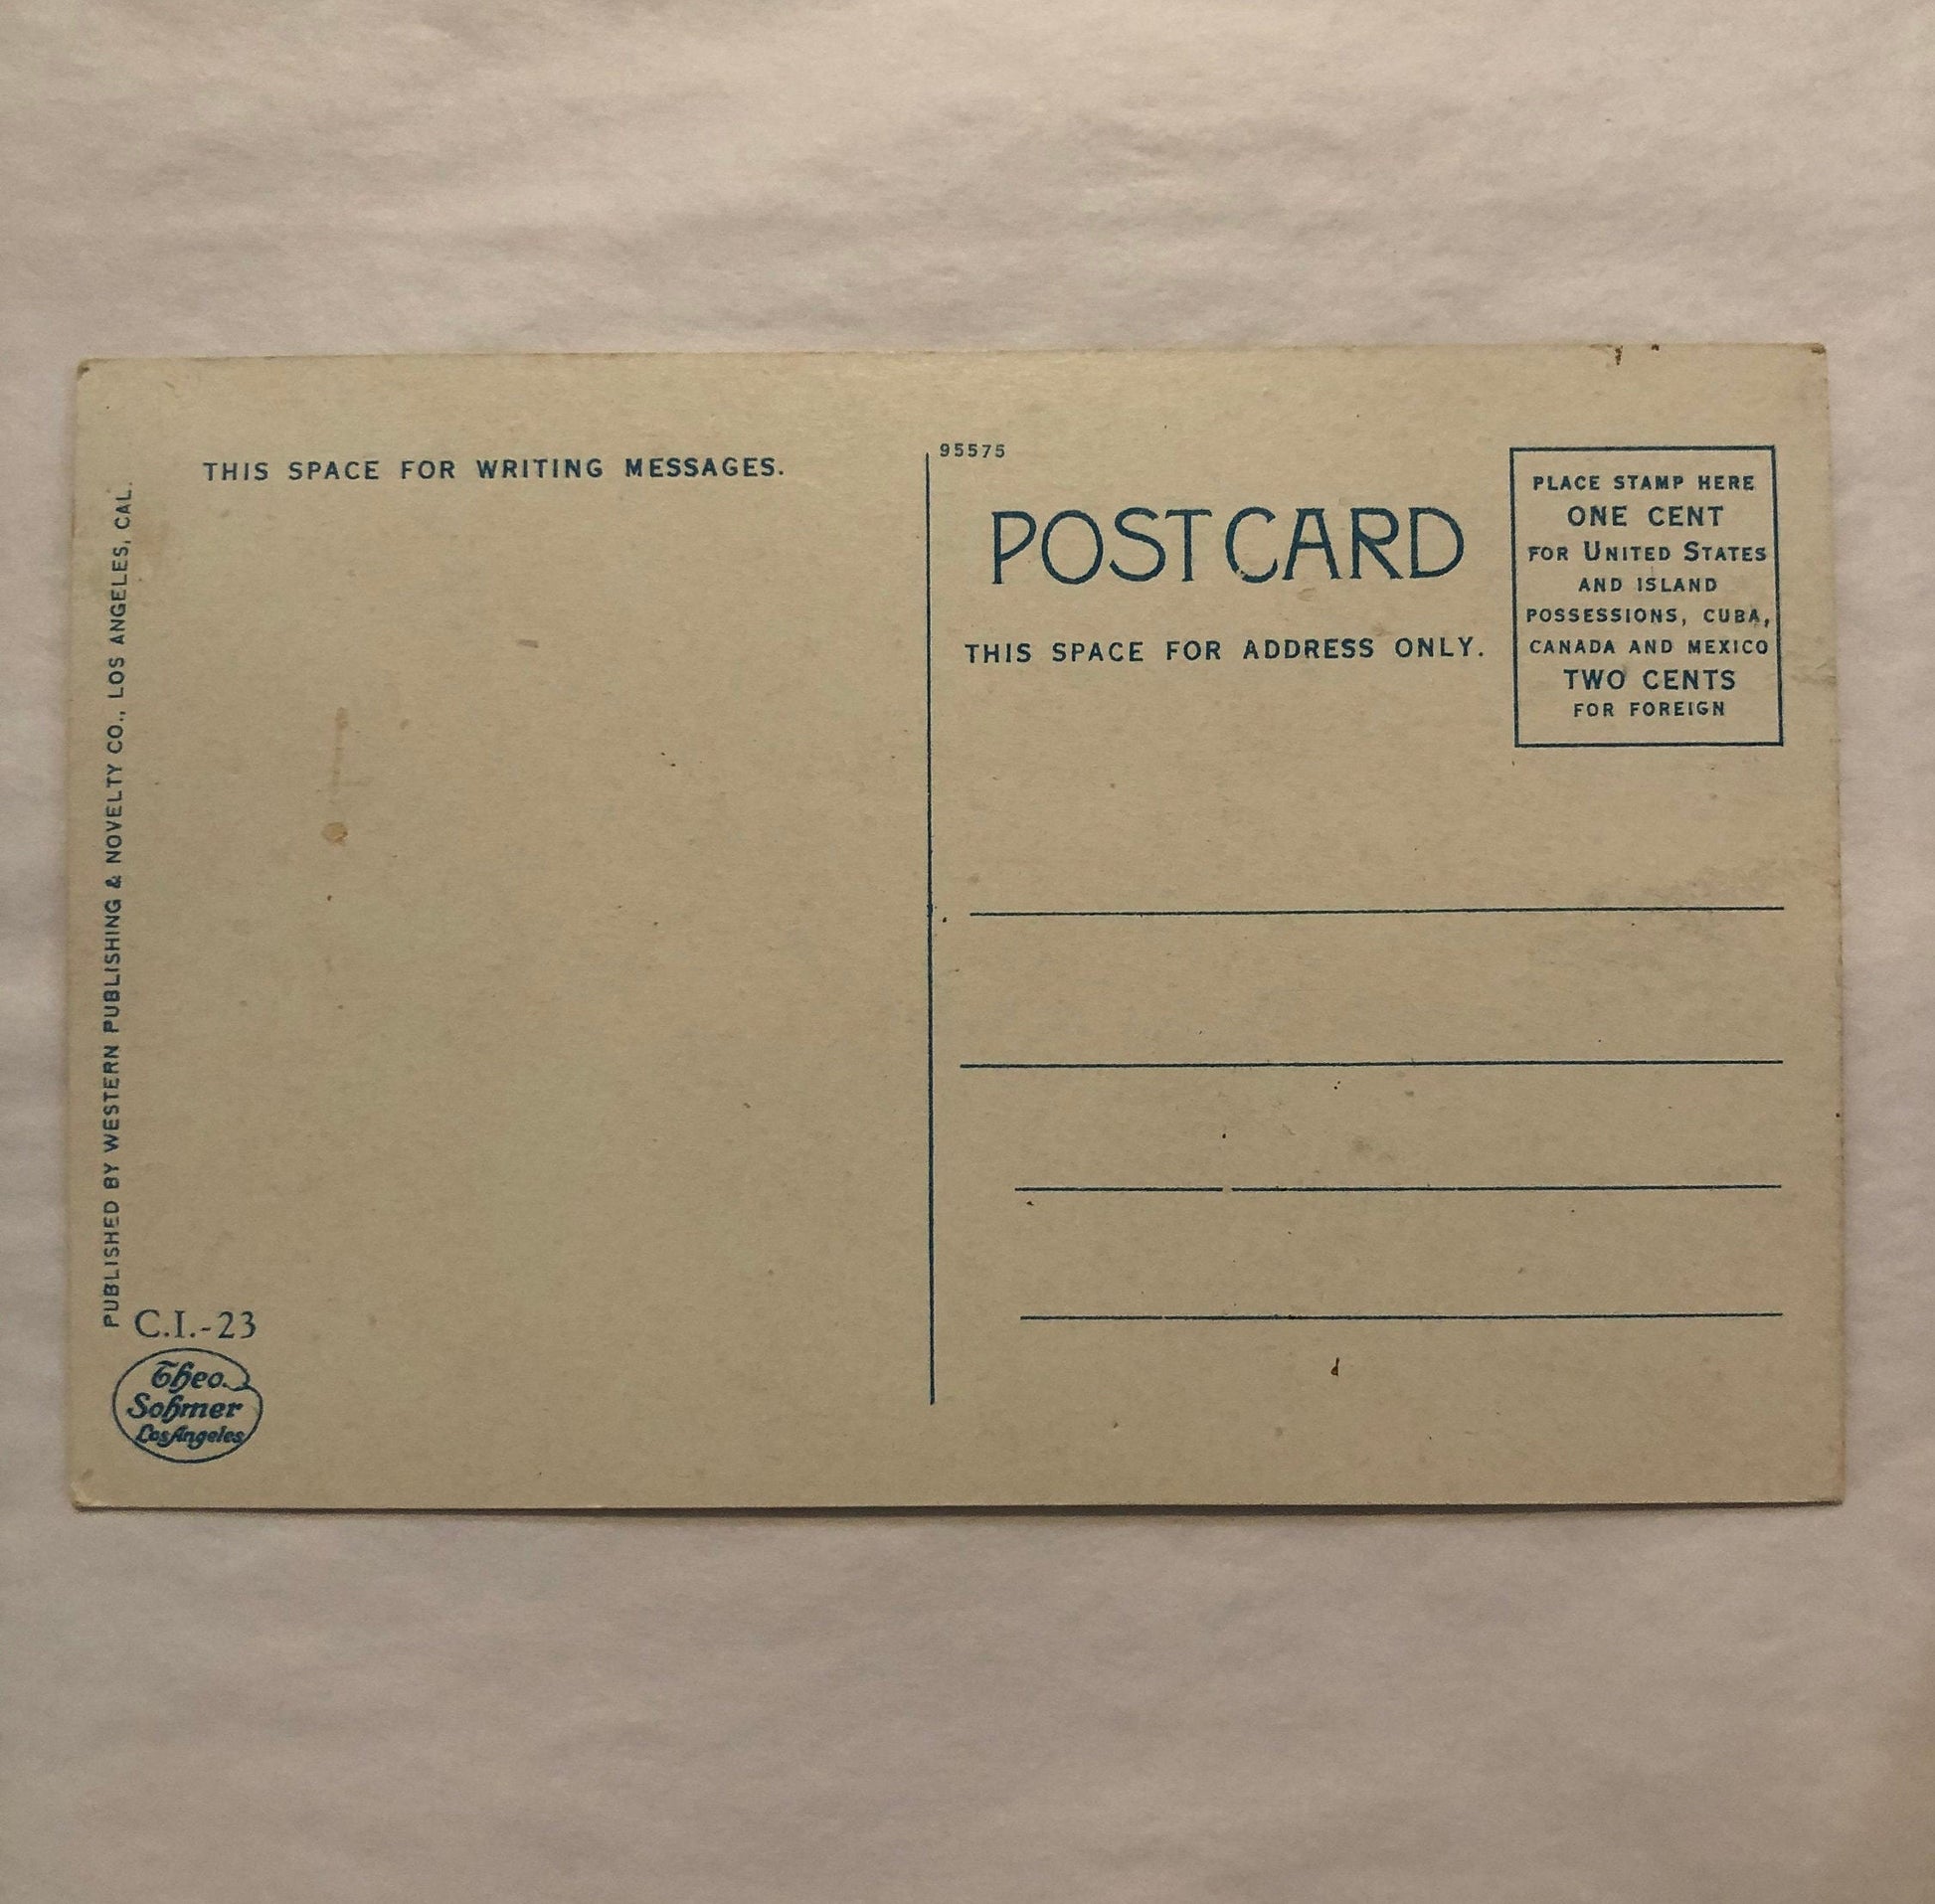 THIS SPACE FOR WRITING MESSAGES.
PUBLISHED BY WESTERN PUBLISHING & NOVELTY CO., LOS ANGELES, CAL.
C.I.-23
Theo.
Sohmer
Los Angeles
95575
POST CARD
THIS SPACE FOR ADDRESS ONLY.
PLACE STAMP HERE
ONE CENT
FOR UNITED STATES
AND ISLAND
POSSESSIONS, CUBA,
CANADA AND MEXICO
TWO CENTS
FOR FOREIGN